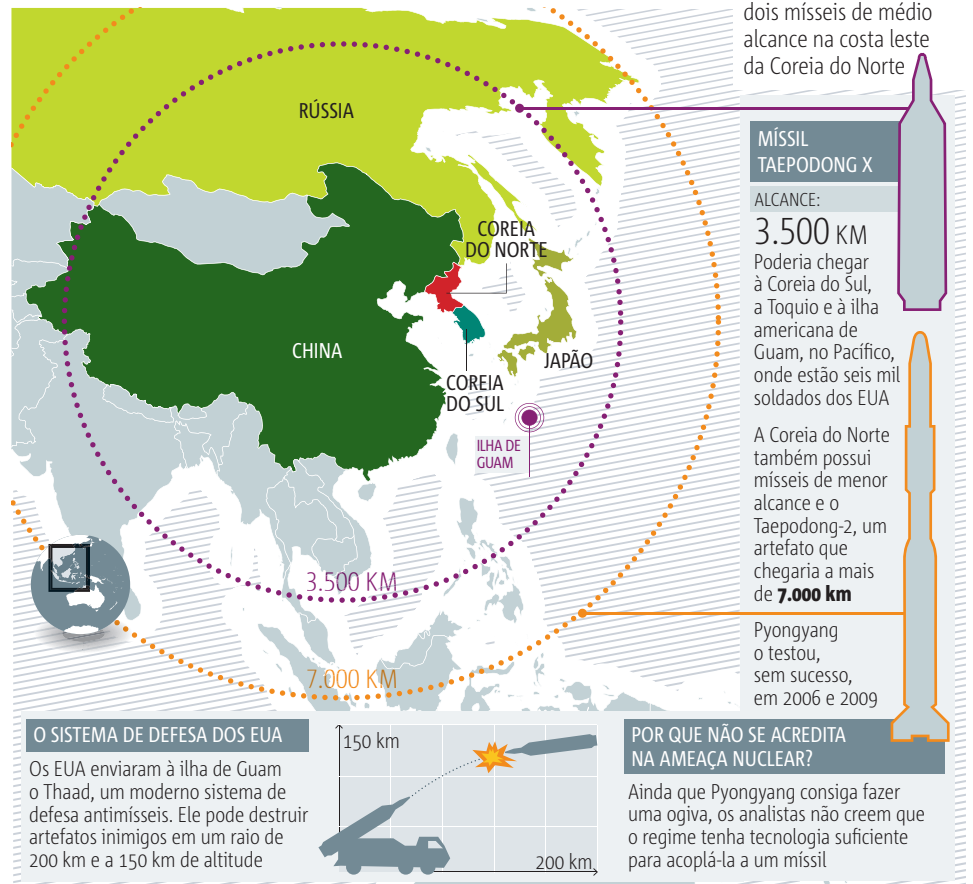 dois mísseis de médio
alcance na costa leste
da Coreia do Norte
RÚSSIA
COREIA
DO NORTE
CHINA
JAPÃO
COREIA
DO SUL
ILHA DE
GUAM
3.500 KM
7.000 KM
MÍSSIL
TAEPODONG X
ALCANCE:
3.500 KM
Poderia chegar
à Coreia do Sul,
a Toquio e à ilha
americana de
Guam, no Pacífico,
onde estão seis mil
soldados dos EUA
A Coreia do Norte
também possui
mísseis de menor
alcance e o
Taepodong-2, um
artefato que
chegaria a mais
de 7.000 km
Pyongyang
o testou,
sem sucesso,
em 2006 e 2009
O SISTEMA DE DEFESA DOS EUA
Os EUA enviaram à ilha de Guam
o Thaad, um moderno sistema de
defesa antimísseis. Ele pode destruir
artefatos inimigos em um raio de
200 km e a 150 km de altitude
150 km
200 km
POR QUE NÃO SE ACREDITA
NA AMEAÇA NUCLEAR?
Ainda que Pyongyang consiga fazer
uma ogiva, os analistas não creem que
o regime tenha tecnologia suficiente
para acoplá-la a um míssil